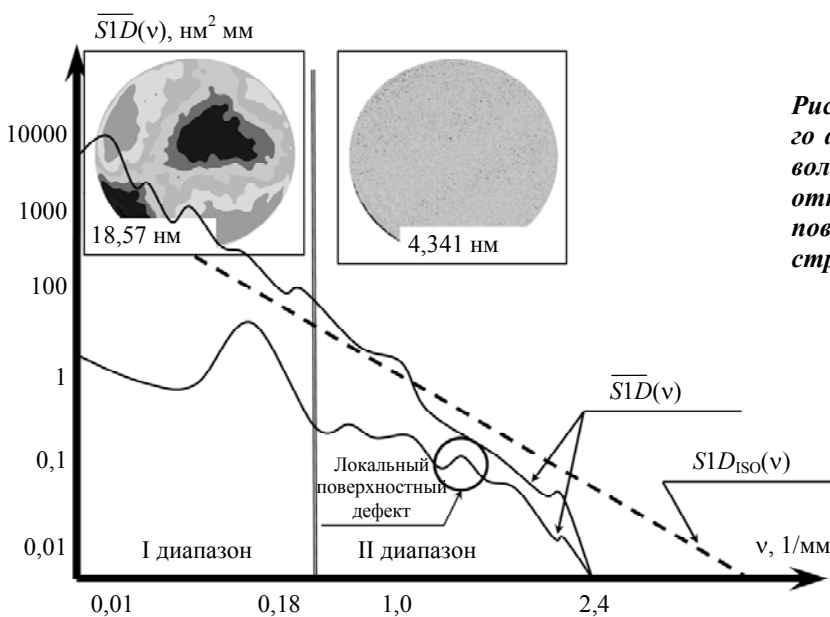 S1D(ν), нм² мм
10000
1000
100
1
0,1
0,01
18,57 нм
4,341 нм
S1D(ν)
S1D_ISO(ν)
Локальный
поверхностный
дефект
I диапазон
II диапазон
ν, 1/мм
0,01
0,18
1,0
2,4
Рис
го
вол
отн
пов
стр